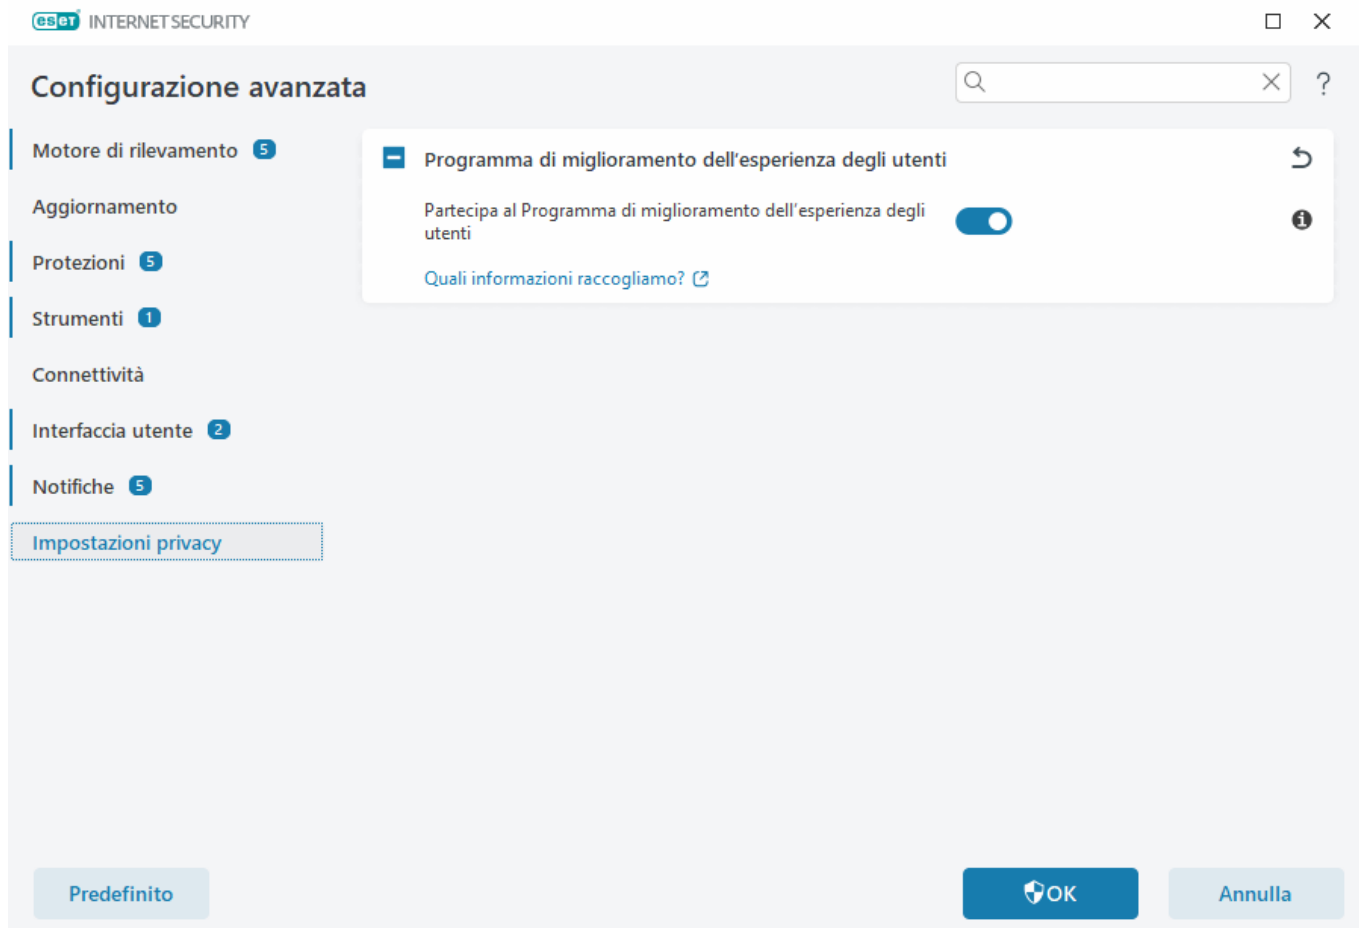 eseT INTERNET SECURITY
Configurazione avanzata
?
Motore di rilevamento 5
Aggiornamento
Protezioni 5
Strumenti 1
Connettività
Interfaccia utente 2
Notifiche 5
Impostazioni privacy
Programma di miglioramento dell'esperienza degli utenti
Partecipa al Programma di miglioramento dell'esperienza degli
utenti
Quali informazioni raccogliamo?
Predefinito
OK
Annulla